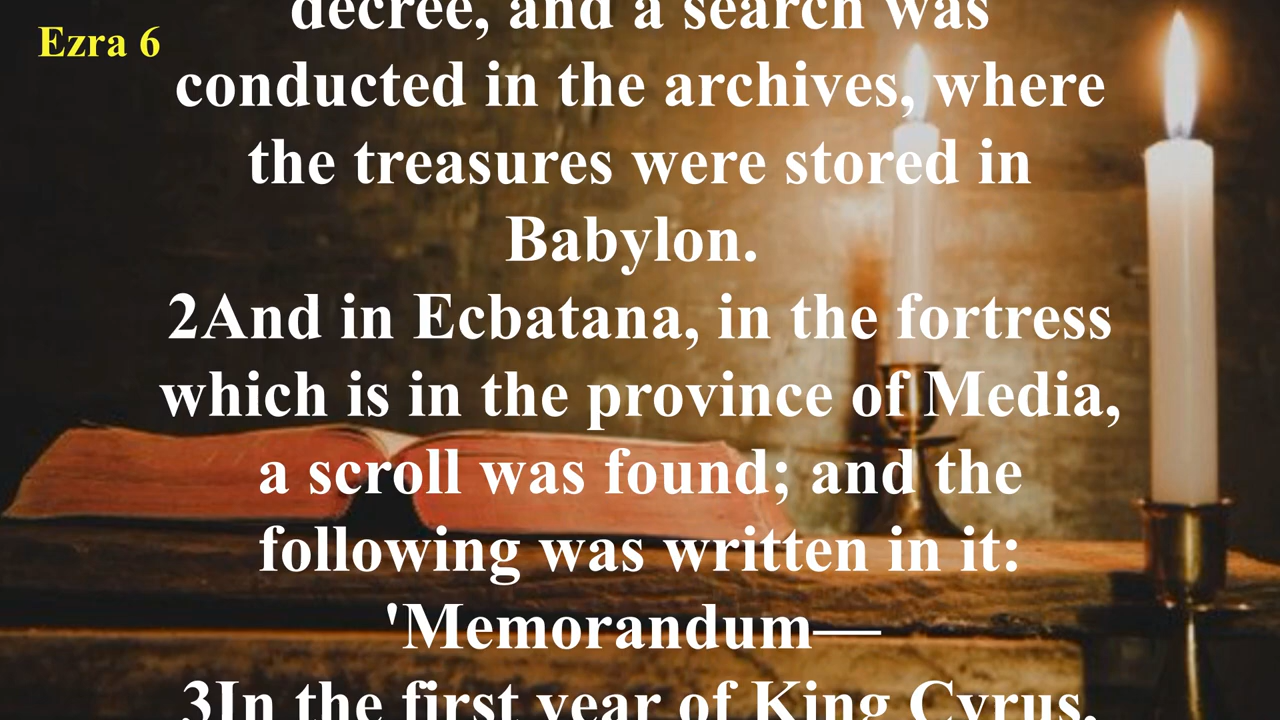 Ezra 6
decree, and a search was
conducted in the archives, where
the treasures were stored in
Babylon.
2And in Ecbatana, in the fortress
which is in the province of Media,
a scroll was found; and the
following was written in it:
'Memorandum—
3In the first year of King Cyrus,